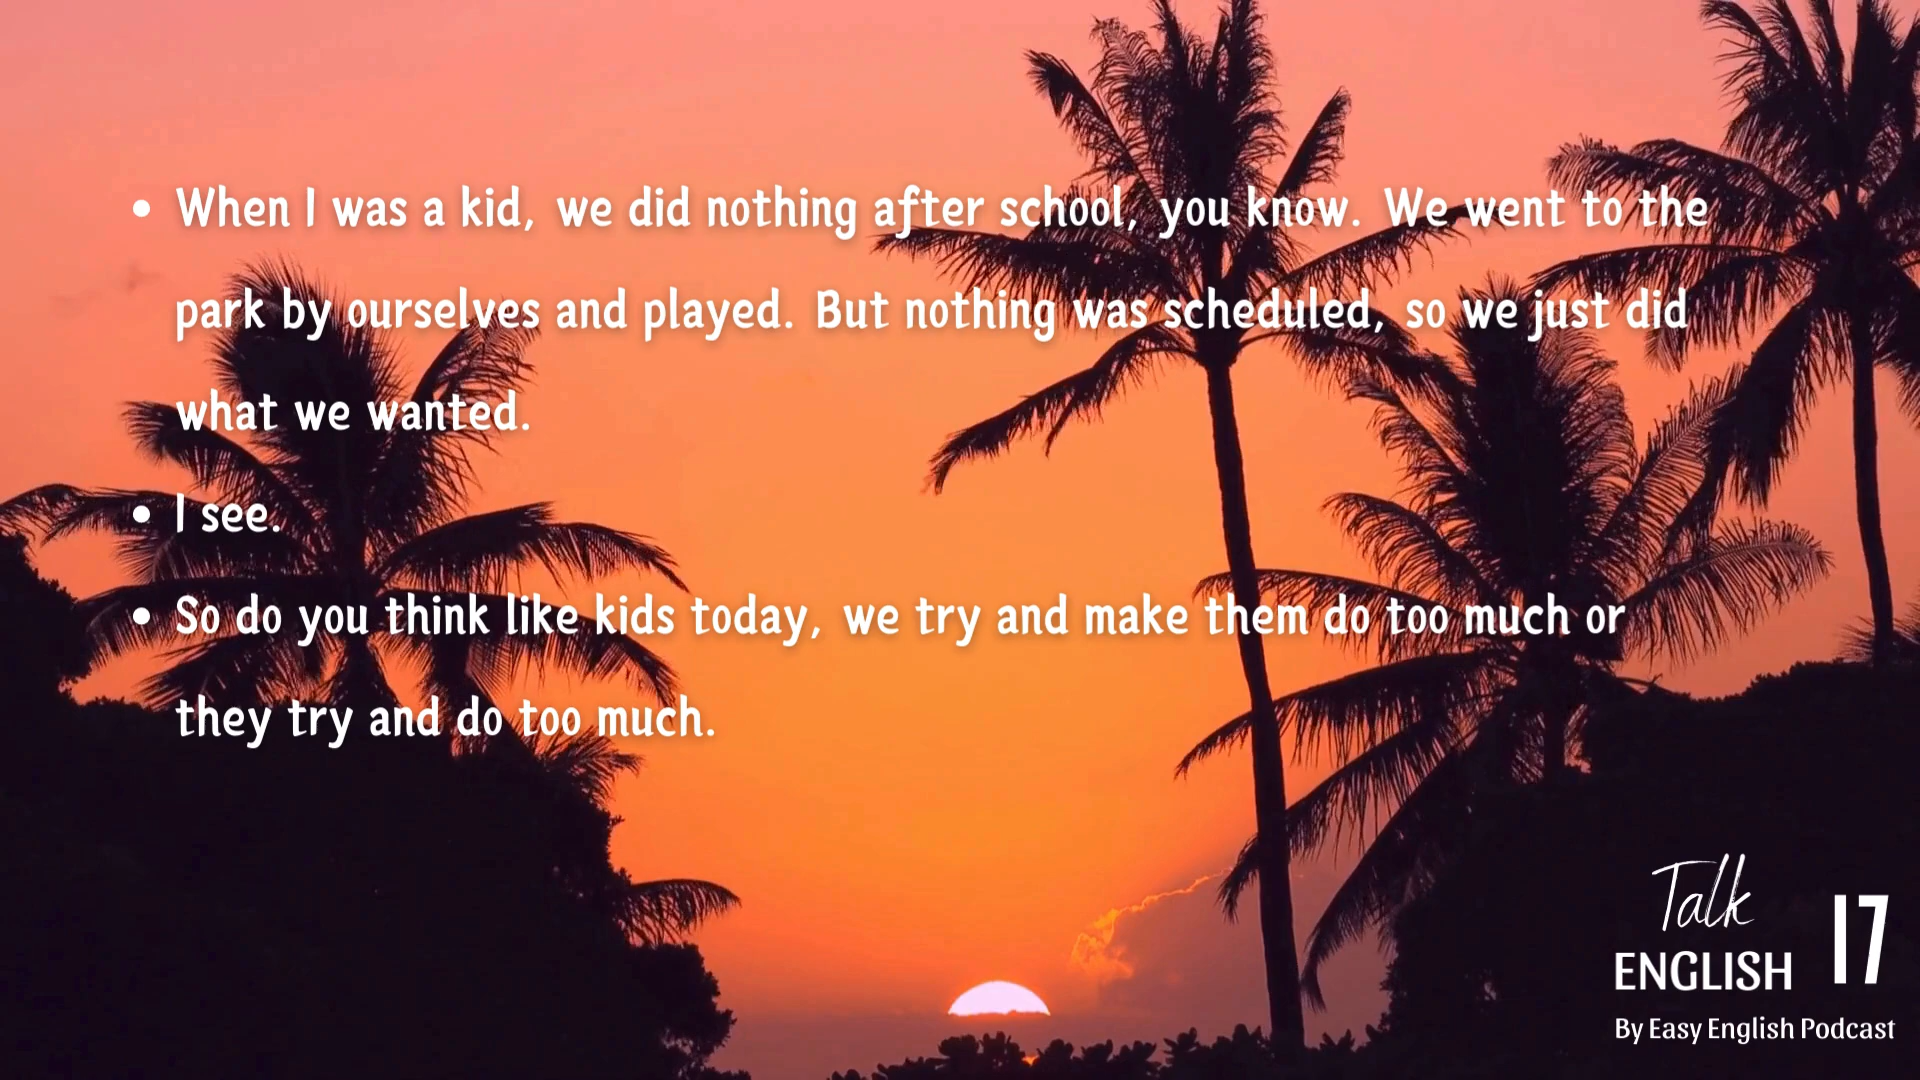 • When I was a kid, we did nothing after school, you know. We went to the
park by ourselves and played. But nothing was scheduled, so we just did
what we wanted.
• I see.
• So do you think like kids today, we try and make them do too much or
they try and do too much.
Talk
ENGLISH 17
By Easy English Podcast